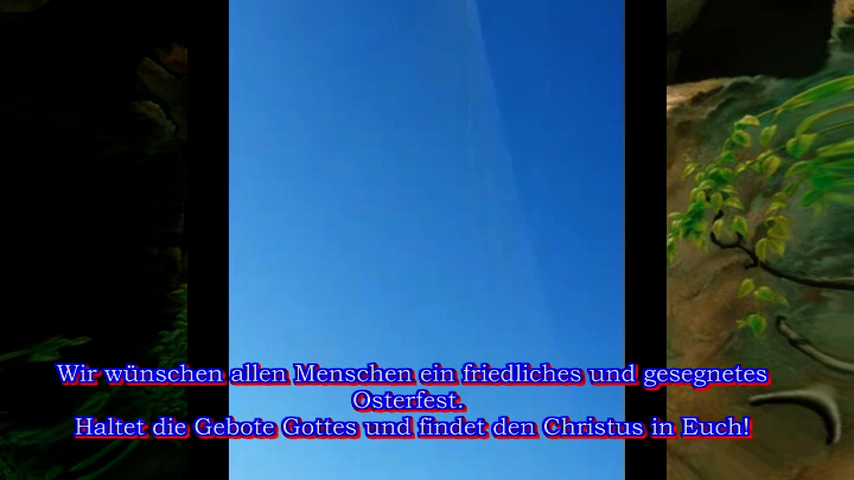 Wir wünschen allen Menschen ein friedliches und gesegnetes
Osterfest.
Haltet die Gebote Gottes und findet den Christus in Euch!